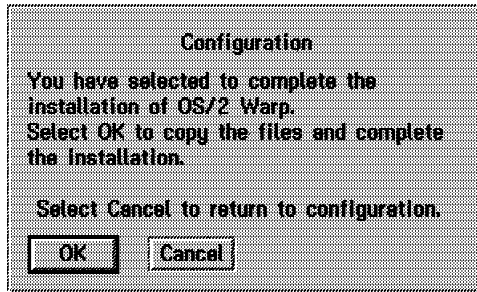 Configuration
You have selected to complete the
installation of OS/2 Warp.
Select OK to copy the files and complete
the installation.
Select Cancel to return to configuration.
OK
Cancel